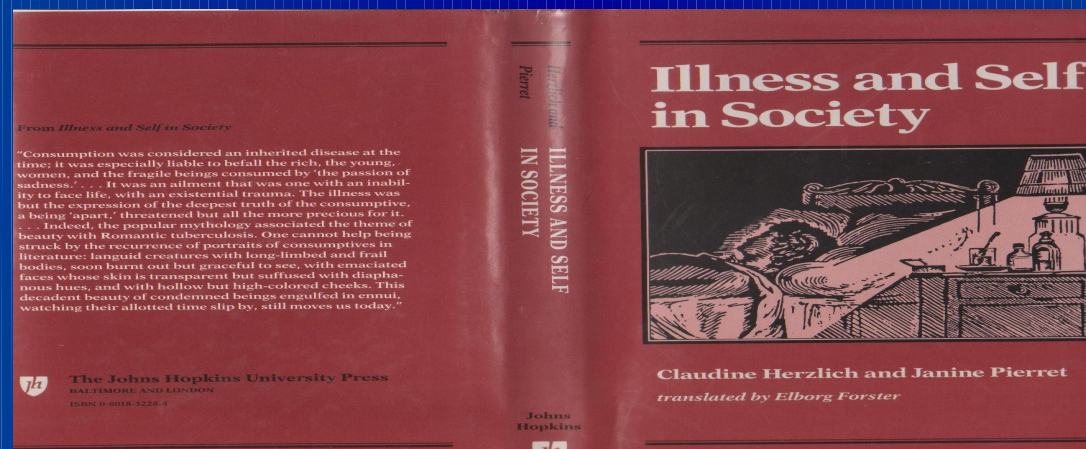 From Illness and Self in Society
"Consumption was considered an inherited disease at the
time; it was especially liable to befall the rich, the young,
women, and the fragile beings consumed by 'the passion of
sadness.' . . . It was an ailment that was one with an inabil-
ity to face life, with an existential trauma. The illness was
but the expression of the deepest truth of the consumptive,
a being 'apart,' threatened but all the more precious for it.
. . . Indeed, the popular mythology associated the theme of
beauty with Romantic tuberculosis. One cannot help being
struck by the recurrence of portraits of consumptives in
literature: languid creatures with long-limbed and frail
bodies, soon burnt out but graceful to see, with emaciated
faces whose skin is transparent but suffused with diapha-
nous hues, and with hollow but high-colored cheeks. This
decadent beauty of condemned beings engulfed in ennui,
watching their allotted time slip by, still moves us today."
jh
The Johns Hopkins University Press
BALTIMORE AND LONDON
ISBN 0-8018-3228-4
Herzlich and
Pierret
ILLNESS AND SELF
IN SOCIETY
Johns
Hopkins
Illness and Self
in Society
Claudine Herzlich and Janine Pierret
translated by Elborg Forster